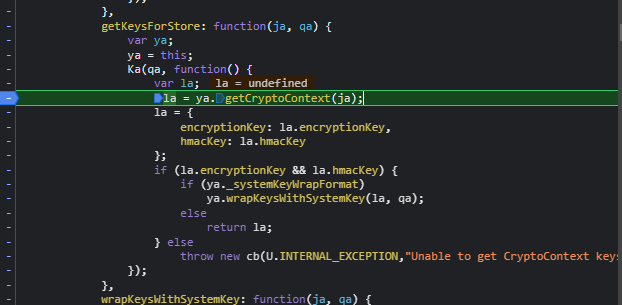 },
getKeysForStore: function(ja, qa) {
var ya;
ya = this;
Ka(qa, function() {
var la; la = undefined
la = ya.getCryptoContext(ja);
la = {
encryptionKey: la.encryptionKey,
hmacKey: la.hmacKey
};
if (la.encryptionKey && la.hmacKey) {
if (ya._systemKeyWrapFormat)
ya.wrapKeysWithSystemKey(la, qa);
else
return la;
} else
throw new cb(U.INTERNAL_EXCEPTION,"Unable to get CryptoContext keys
});
},
wrapKeysWithSystemKey: function(ja, qa) {